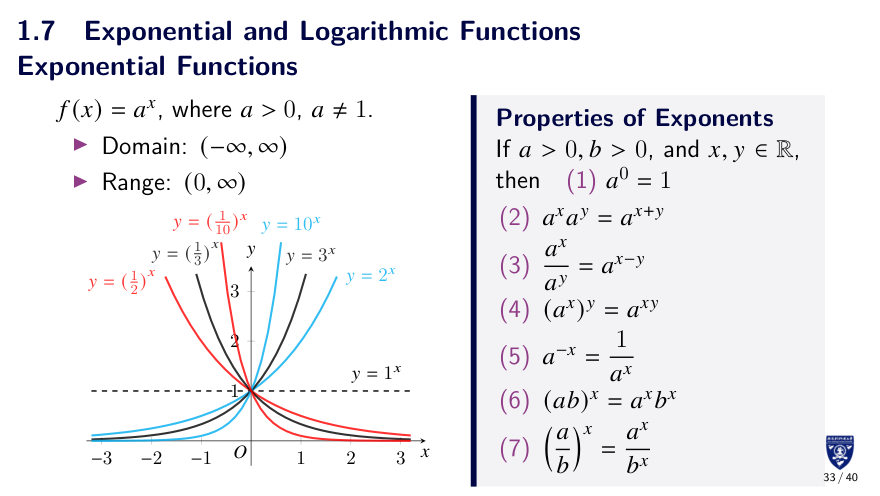 1.7 Exponential and Logarithmic Functions
Exponential Functions
f(x) = a^x, where a > 0, a ≠ 1.
▶ Domain: (−∞, ∞)
▶ Range: (0, ∞)
y = (1/10)^x y = 10^x
y = (1/3)^x y y = 3^x
y = (1/2)^x y = 2^x
3
2
y = 1^x
1
−3 −2 −1 O 1 2 3 x
Properties of Exponents
If a > 0, b > 0, and x, y ∈ ℝ,
then (1) a^0 = 1
(2) a^x a^y = a^{x+y}
(3) a^x/a^y = a^{x−y}
(4) (a^x)^y = a^{xy}
(5) a^{−x} = 1/a^x
(6) (ab)^x = a^x b^x
(7) (a/b)^x = a^x/b^x
33 / 40